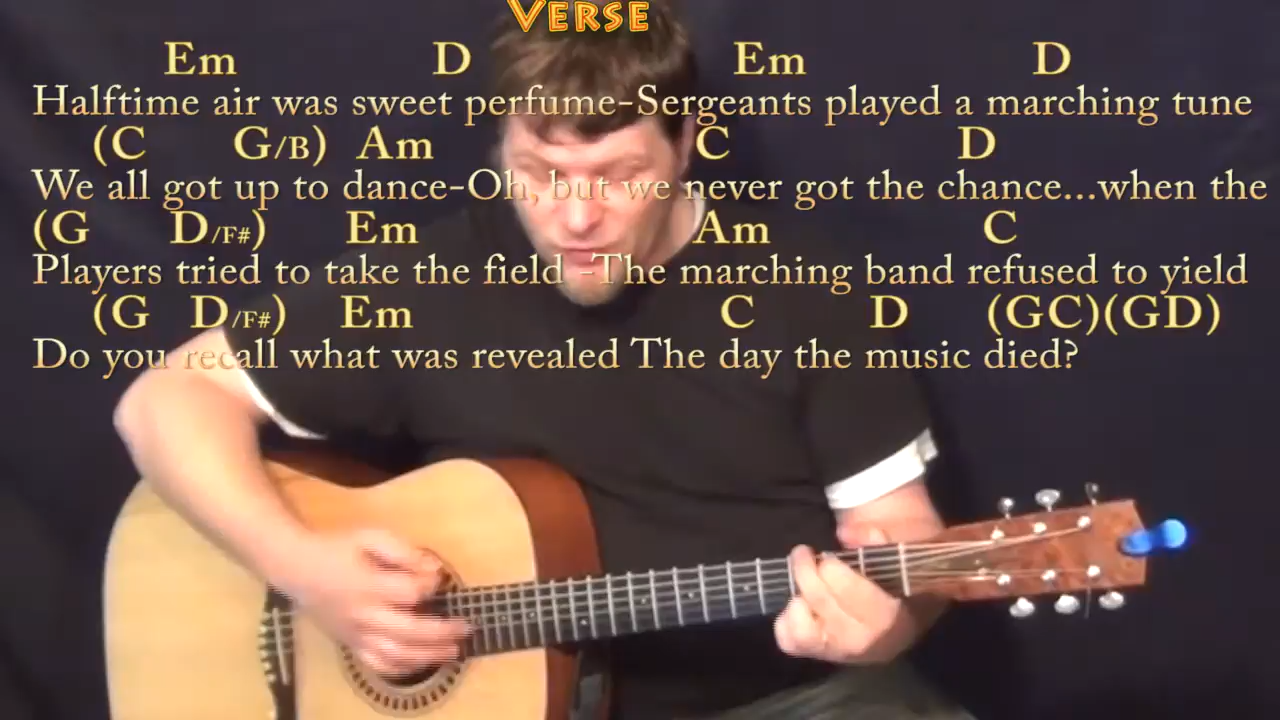 VERSE
Em D Em D
Halftime air was sweet perfume-Sergeants played a marching tune
(C G/B) Am C D
We all got up to dance-Oh, but we never got the chance...when the
(G D/F#) Em Am C
Players tried to take the field -The marching band refused to yield
(G D/F#) Em C D (GC)(GD)
Do you recall what was revealed The day the music died?